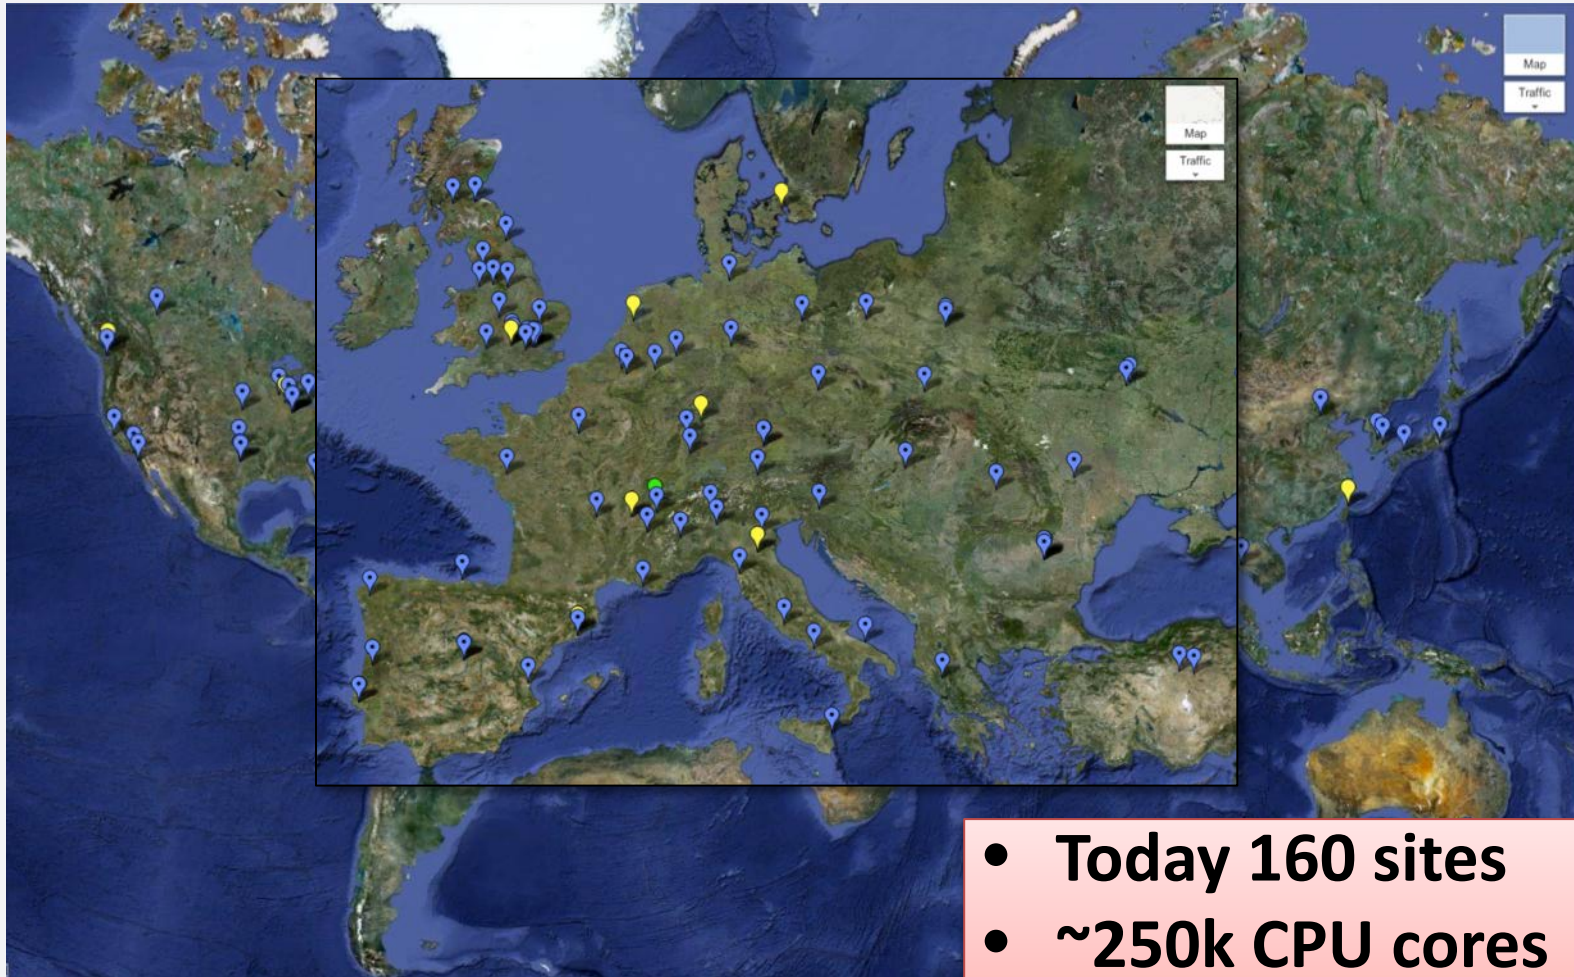 Map
Traffic
Map
Traffic
• Today 160 sites
• ~250k CPU cores